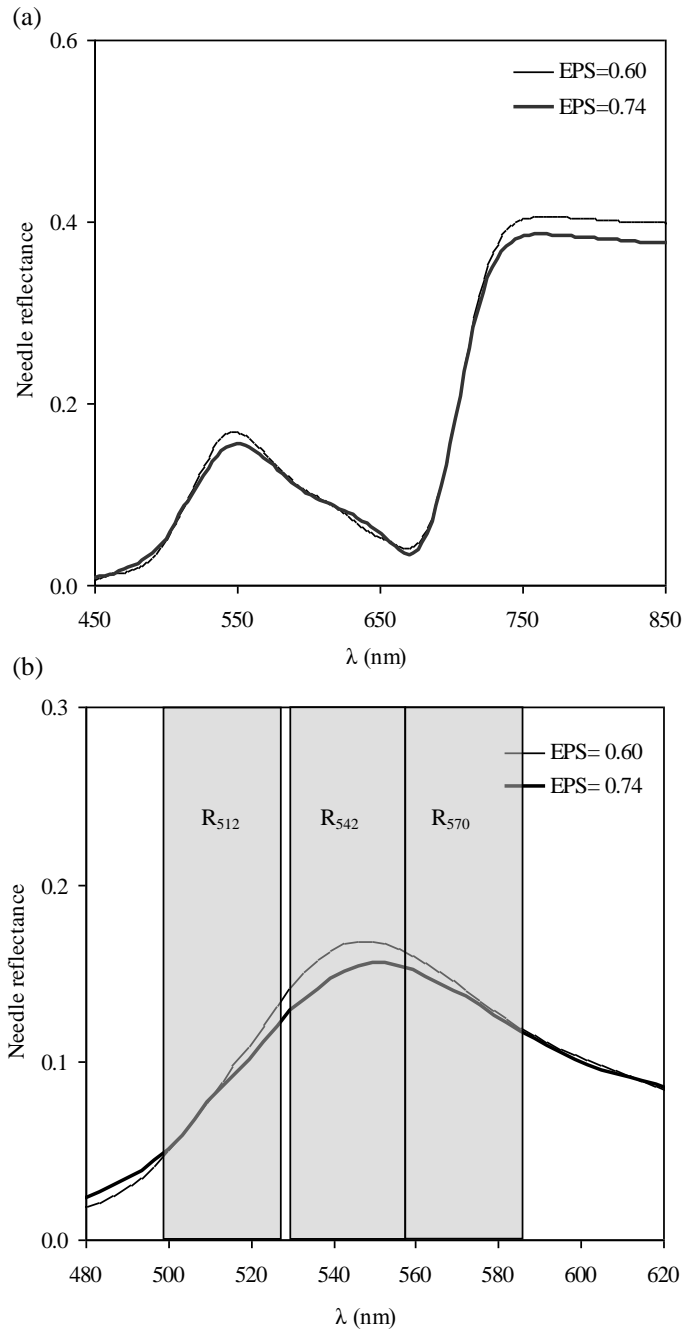 (a)
0.6
EPS=0.60
EPS=0.74
0.4
Needle reflectance
0.2
0.0
450 550 650 750 850
λ (nm)
(b)
0.3
EPS= 0.60
EPS= 0.74
R512 R542 R570
0.2
Needle reflectance
0.1
0.0
480 500 520 540 560 580 600 620
λ (nm)